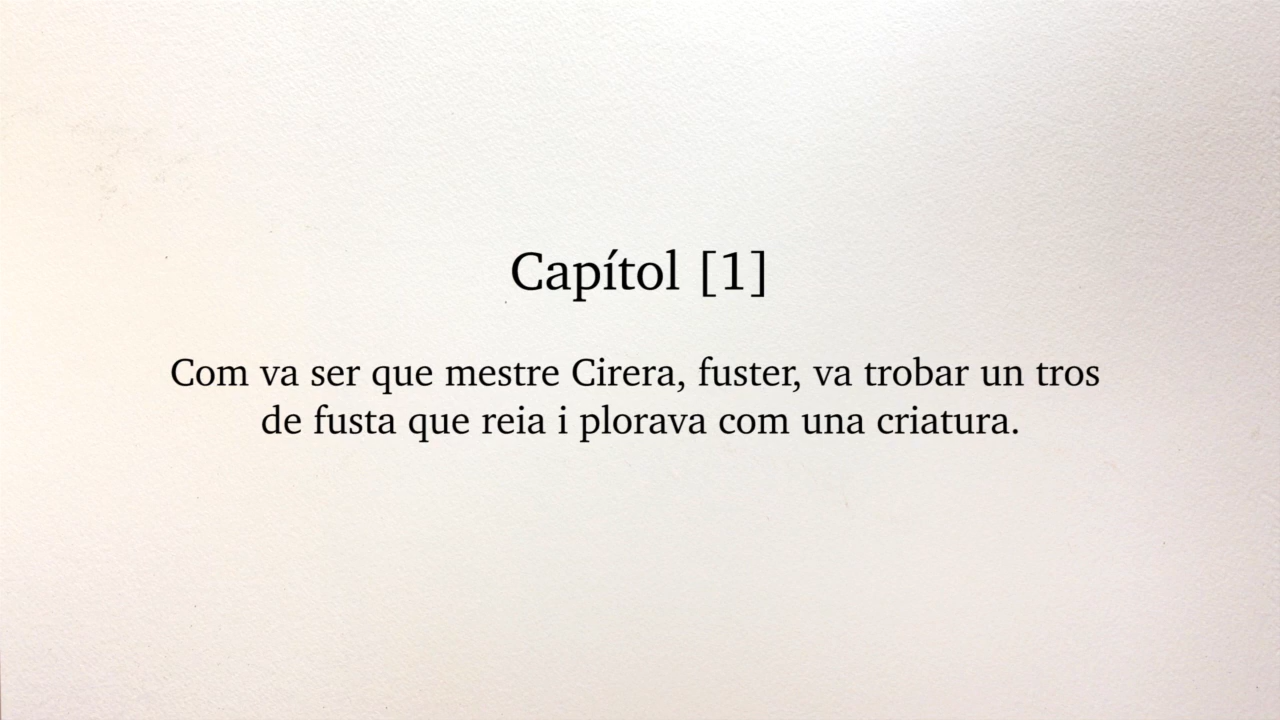 Capítol [1]
Com va ser que mestre Cirera, fuster, va trobar un tros
de fusta que reia i plorava com una criatura.